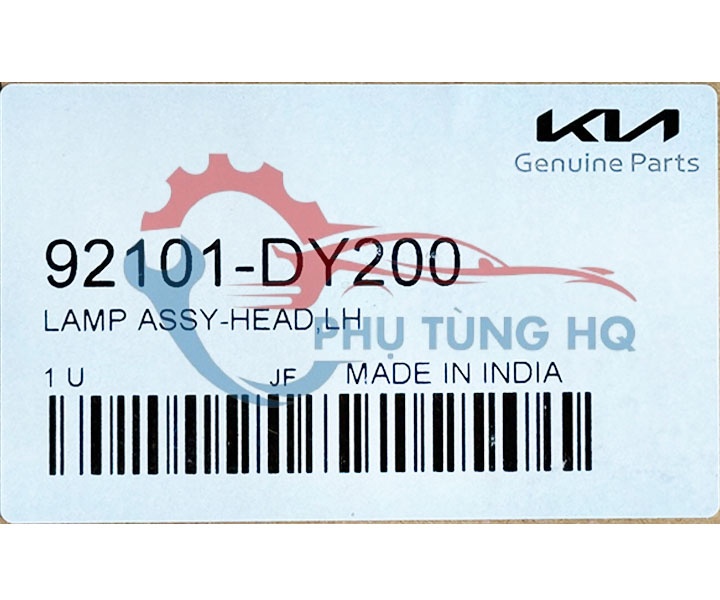 KIA
Genuine Parts
92101-DY200
LAMP ASSY-HEAD,LH
PHỤ TÙNG HQ
1 U JF MADE IN INDIA